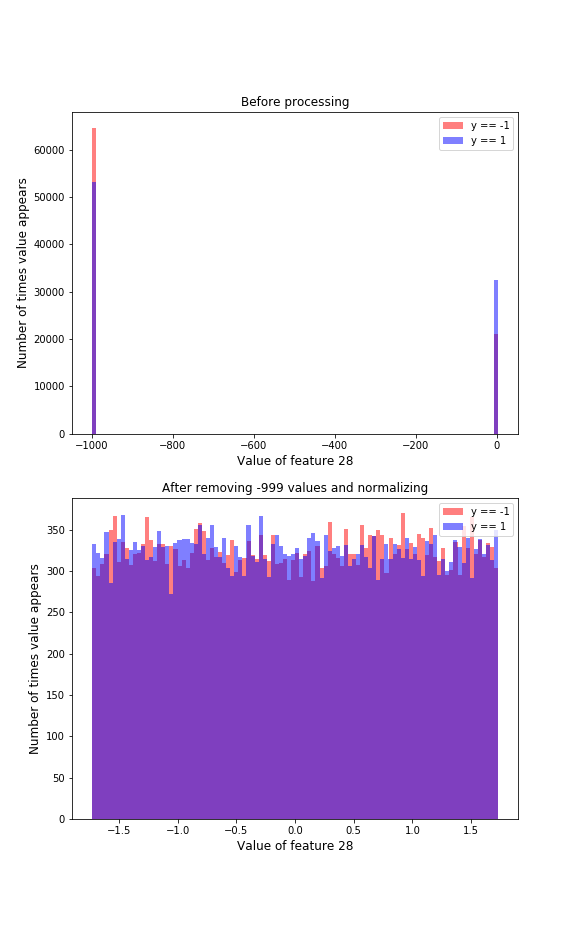 Before processing
y == -1
y == 1
Number of times value appears
60000
50000
40000
30000
20000
10000
0
−1000 −800 −600 −400 −200 0
Value of feature 28
After removing -999 values and normalizing
y == -1
y == 1
Number of times value appears
350
300
250
200
150
100
50
0
−1.5 −1.0 −0.5 0.0 0.5 1.0 1.5
Value of feature 28